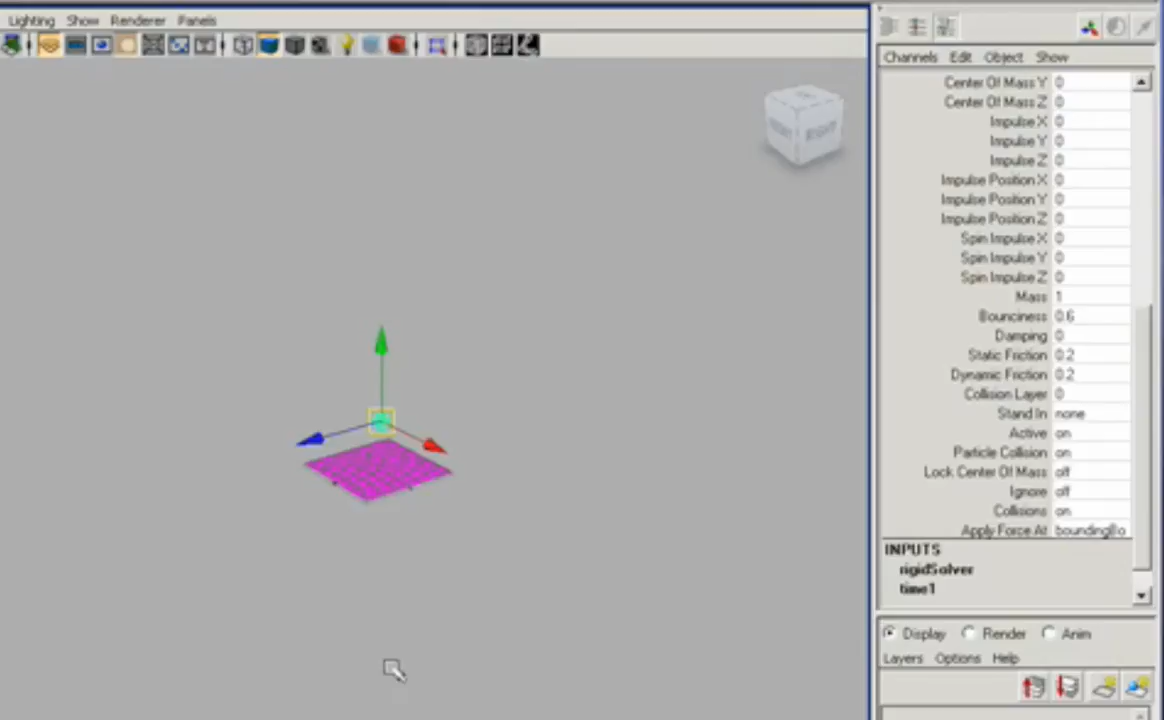 Lighting Show Renderer Panels
Channels Edit Object Show
RIGHT
Center Of Mass Y 0
Center Of Mass Z 0
Impulse X 0
Impulse Y 0
Impulse Z 0
Impulse Position X 0
Impulse Position Y 0
Impulse Position Z 0
Spin Impulse X 0
Spin Impulse Y 0
Spin Impulse Z 0
Mass 1
Bounciness 0.6
Damping 0
Static Friction 0.2
Dynamic Friction 0.2
Collision Layer 0
Stand In none
Active on
Particle Collision on
Lock Center Of Mass off
Ignore off
Collisions on
Apply Force At boundingBo
INPUTS
rigidSolver
time1
Display Render Anim
Layers Options Help